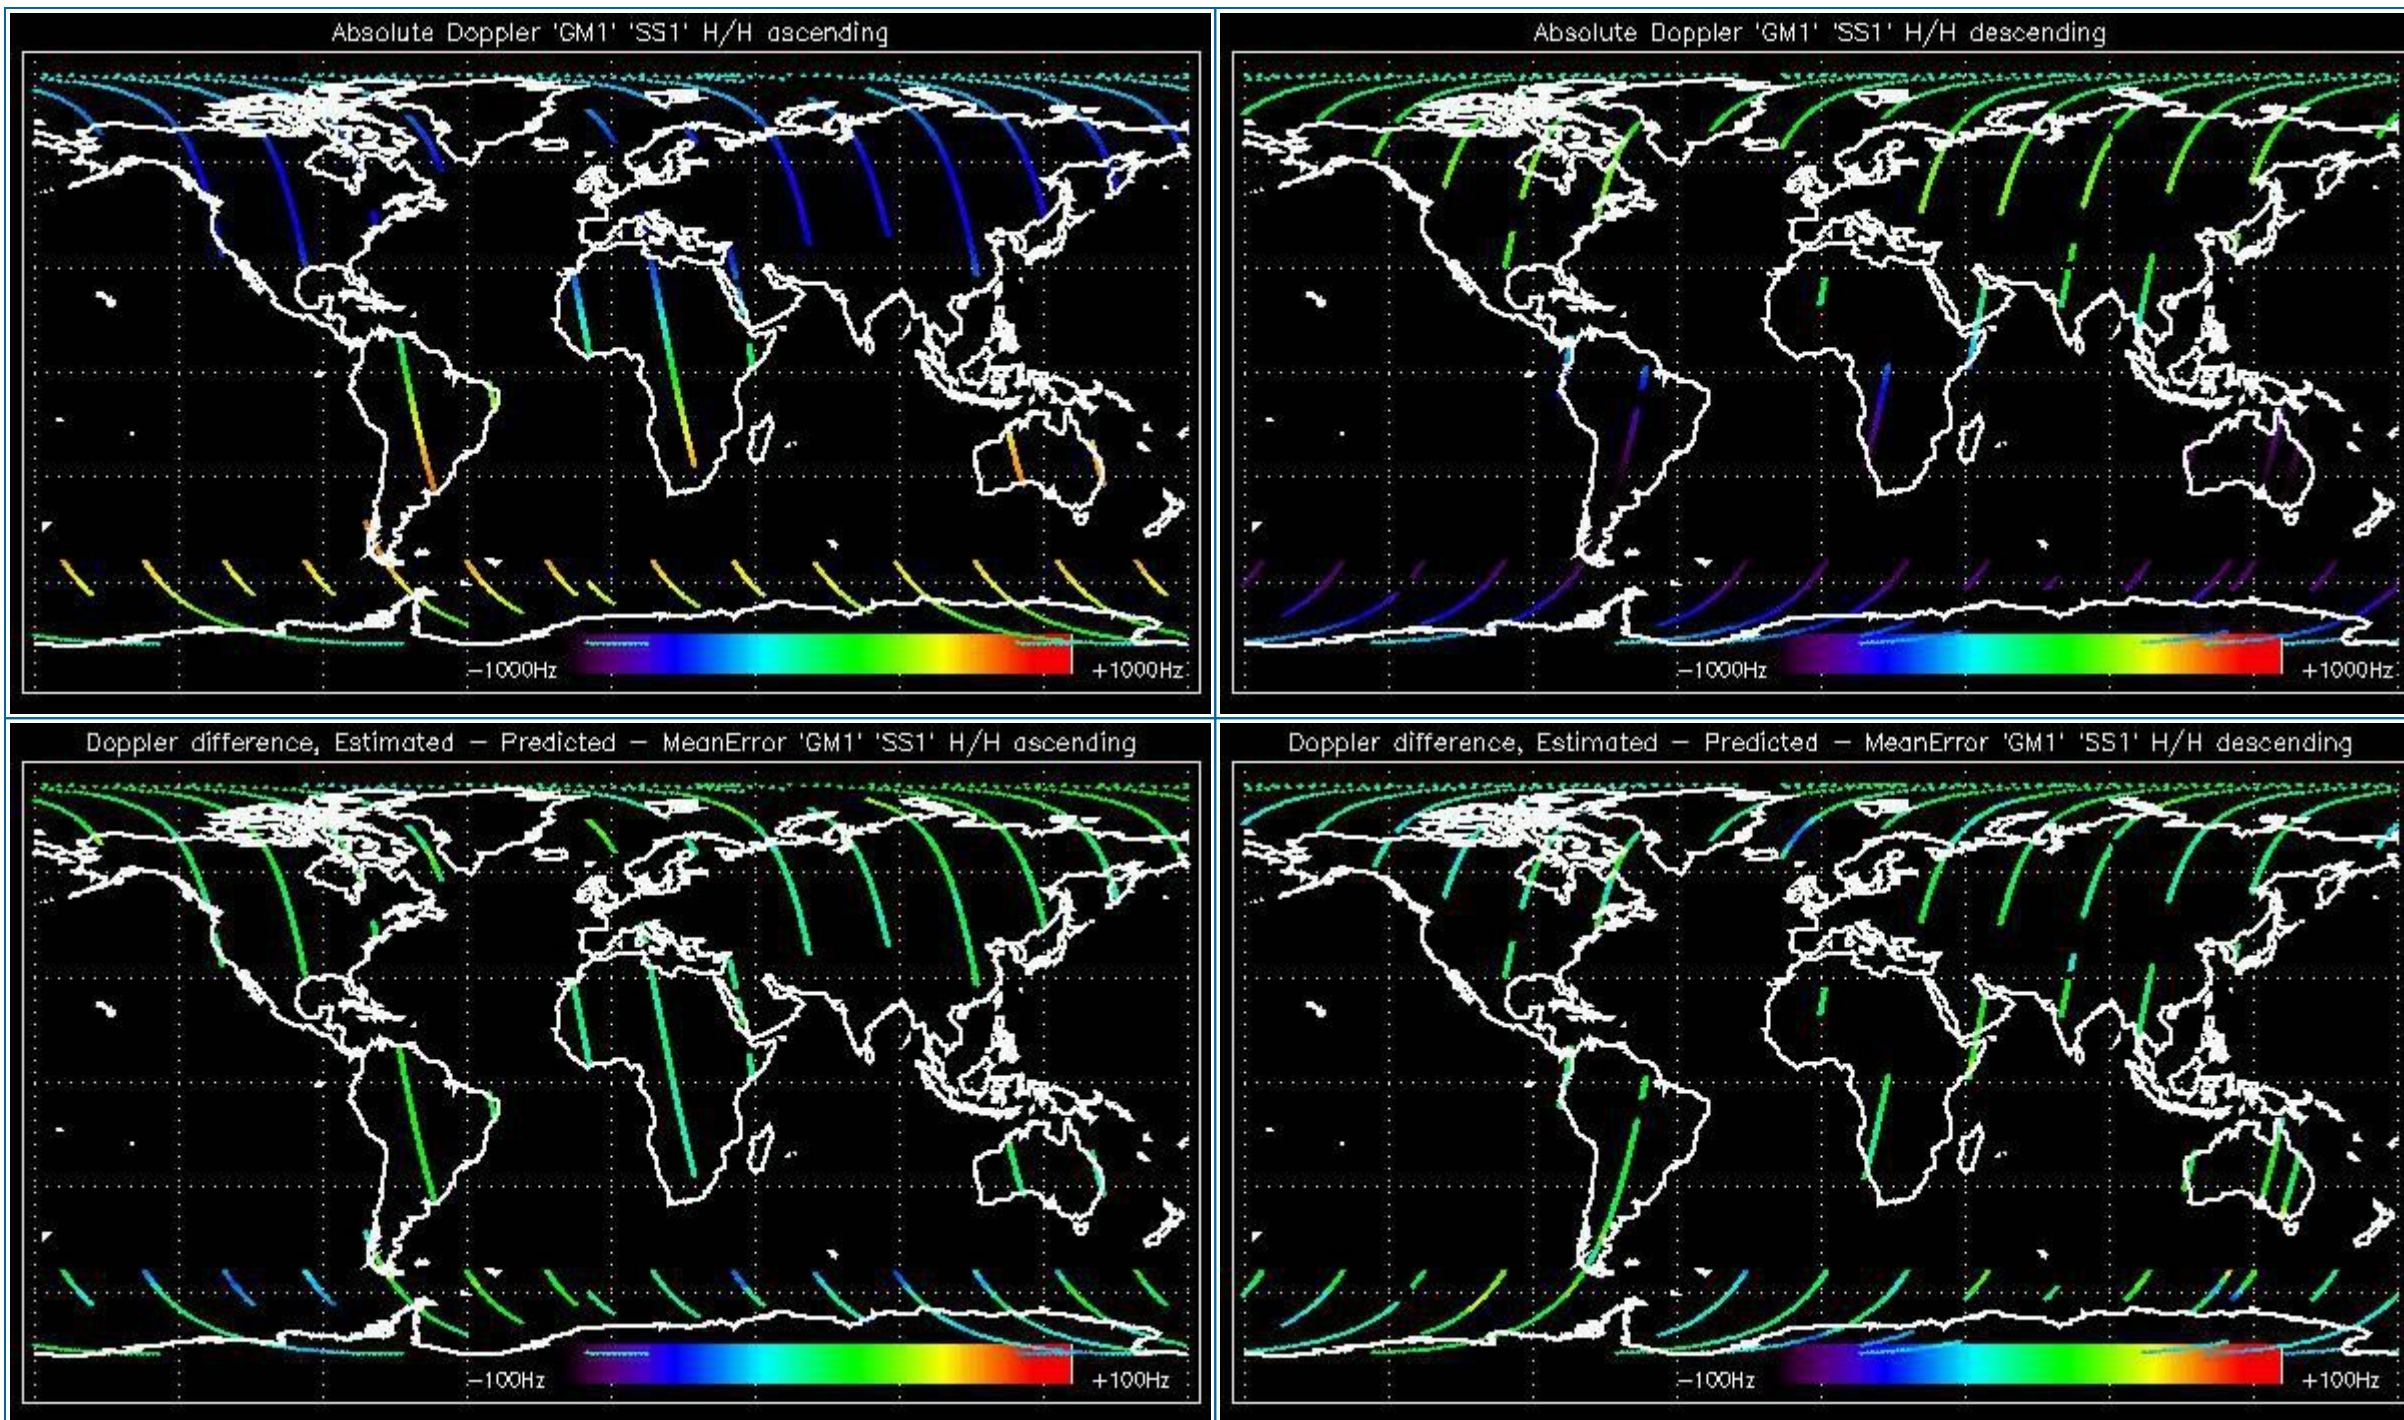 Absolute Doppler 'GM1' 'SS1' H/H ascending
−1000Hz
+1000Hz
Absolute Doppler 'GM1' 'SS1' H/H descending
−1000Hz
+1000Hz
Doppler difference, Estimated − Predicted − MeanError 'GM1' 'SS1' H/H ascending
−100Hz
+100Hz
Doppler difference, Estimated − Predicted − MeanError 'GM1' 'SS1' H/H descending
−100Hz
+100Hz